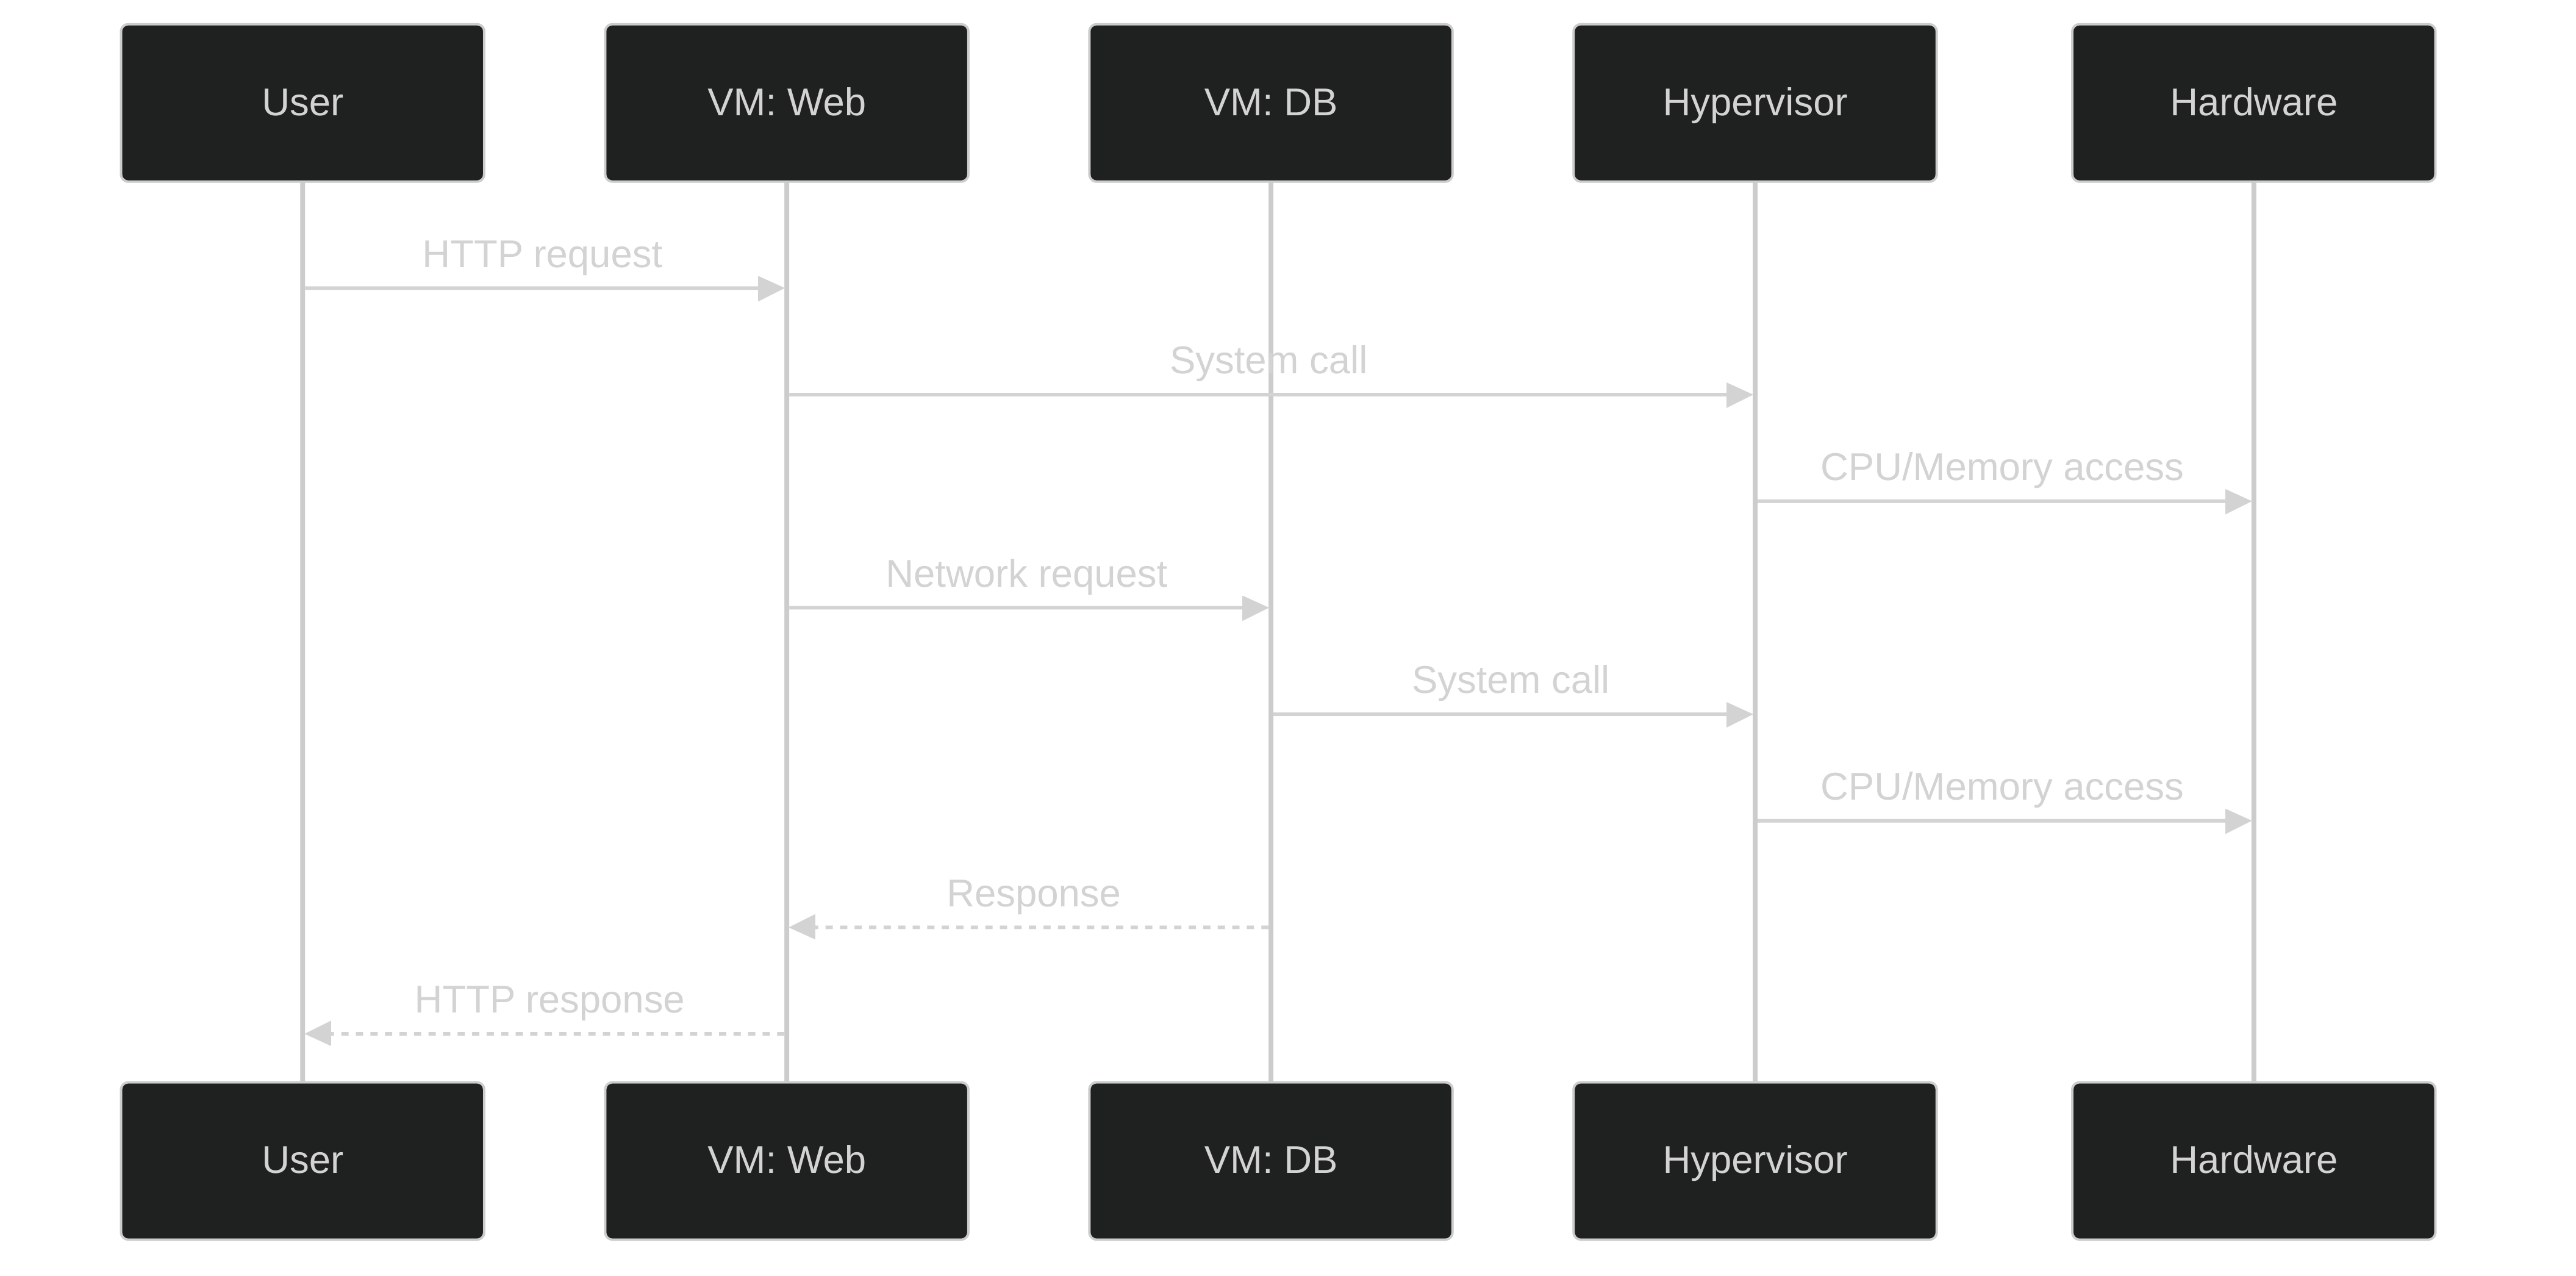 User
VM: Web
VM: DB
Hypervisor
Hardware
HTTP request
System call
CPU/Memory access
Network request
System call
CPU/Memory access
Response
HTTP response
User
VM: Web
VM: DB
Hypervisor
Hardware